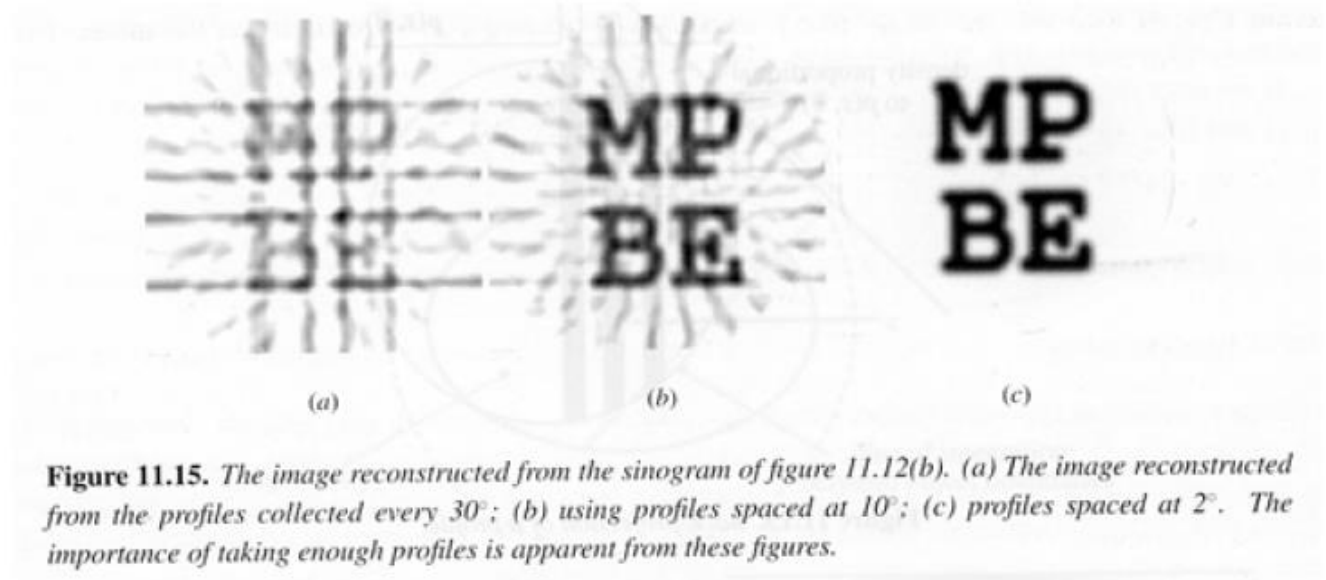 MP MP MP
BE BE BE
(a) (b) (c)
Figure 11.15. The image reconstructed from the sinogram of figure 11.12(b). (a) The image reconstructed
from the profiles collected every 30°; (b) using profiles spaced at 10°; (c) profiles spaced at 2°. The
importance of taking enough profiles is apparent from these figures.